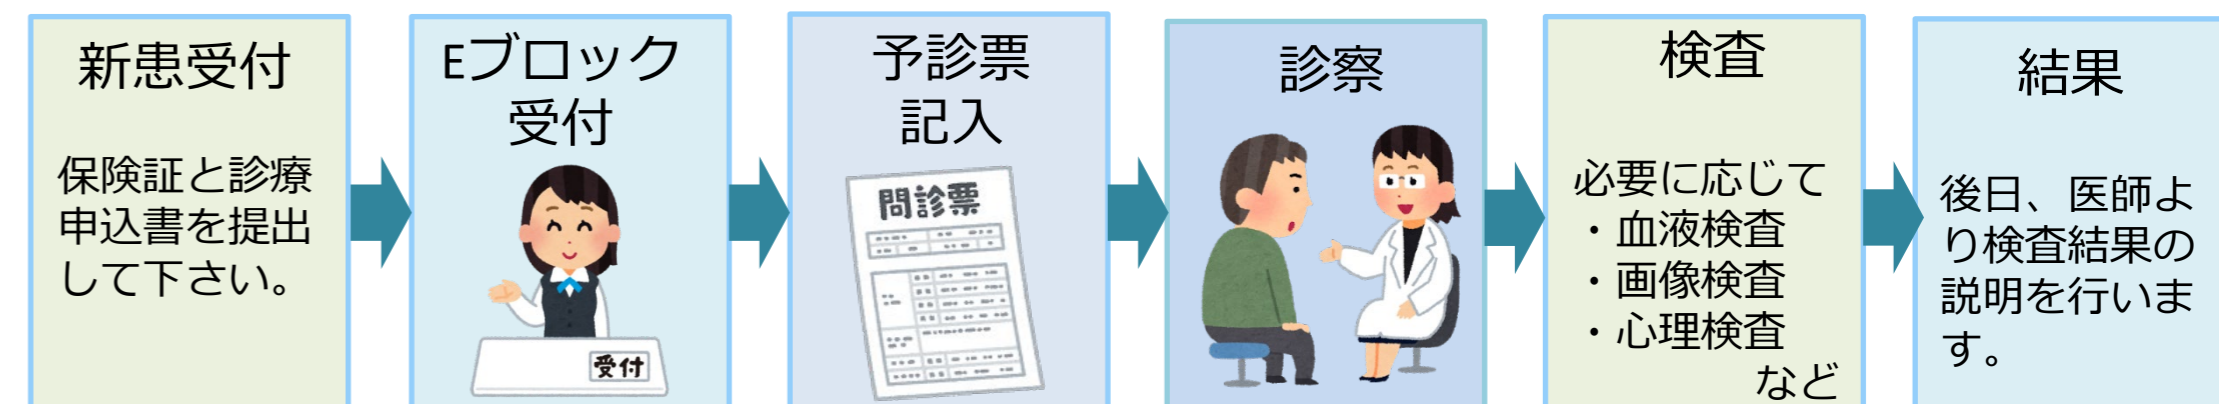 新患受付
保険証と診療
申込書を提出
して下さい。
Eブロック
受付
受付
予診票
記入
問診票
診察
検査
必要に応じて
・血液検査
・画像検査
・心理検査
など
結果
後日、医師よ
り検査結果の
説明を行いま
す。